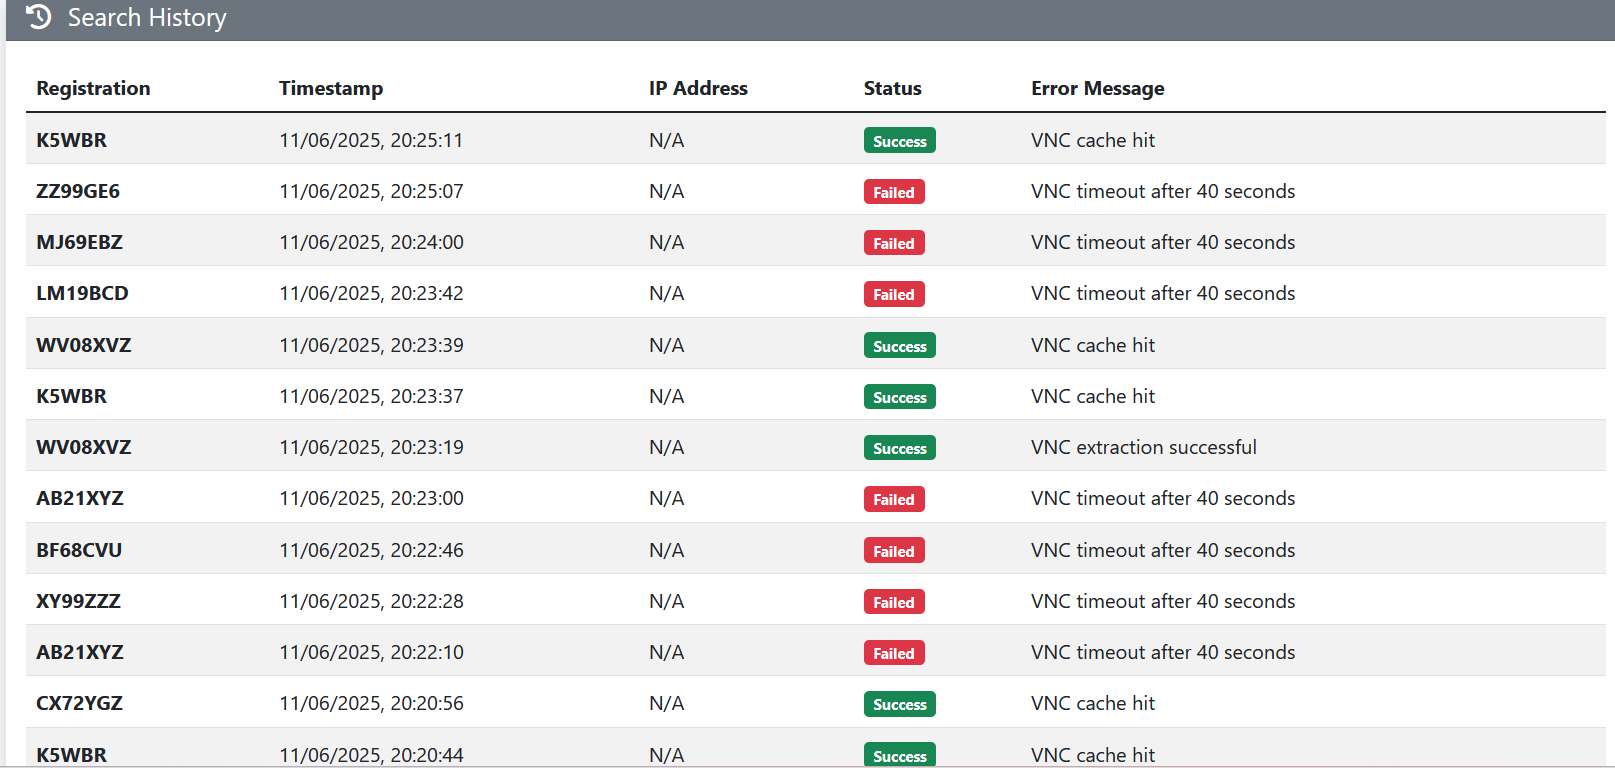 Search History
Registration Timestamp IP Address Status Error Message
K5WBR 11/06/2025, 20:25:11 N/A Success VNC cache hit
ZZ99GE6 11/06/2025, 20:25:07 N/A Failed VNC timeout after 40 seconds
MJ69EBZ 11/06/2025, 20:24:00 N/A Failed VNC timeout after 40 seconds
LM19BCD 11/06/2025, 20:23:42 N/A Failed VNC timeout after 40 seconds
WV08XVZ 11/06/2025, 20:23:39 N/A Success VNC cache hit
K5WBR 11/06/2025, 20:23:37 N/A Success VNC cache hit
WV08XVZ 11/06/2025, 20:23:19 N/A Success VNC extraction successful
AB21XYZ 11/06/2025, 20:23:00 N/A Failed VNC timeout after 40 seconds
BF68CVU 11/06/2025, 20:22:46 N/A Failed VNC timeout after 40 seconds
XY99ZZZ 11/06/2025, 20:22:28 N/A Failed VNC timeout after 40 seconds
AB21XYZ 11/06/2025, 20:22:10 N/A Failed VNC timeout after 40 seconds
CX72YGZ 11/06/2025, 20:20:56 N/A Success VNC cache hit
K5WBR 11/06/2025, 20:20:44 N/A Success VNC cache hit